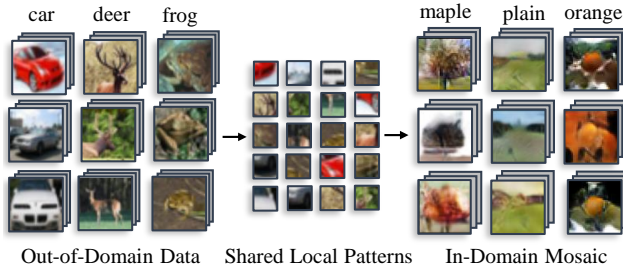 car deer frog
maple plain orange
Out-of-Domain Data Shared Local Patterns In-Domain Mosaic